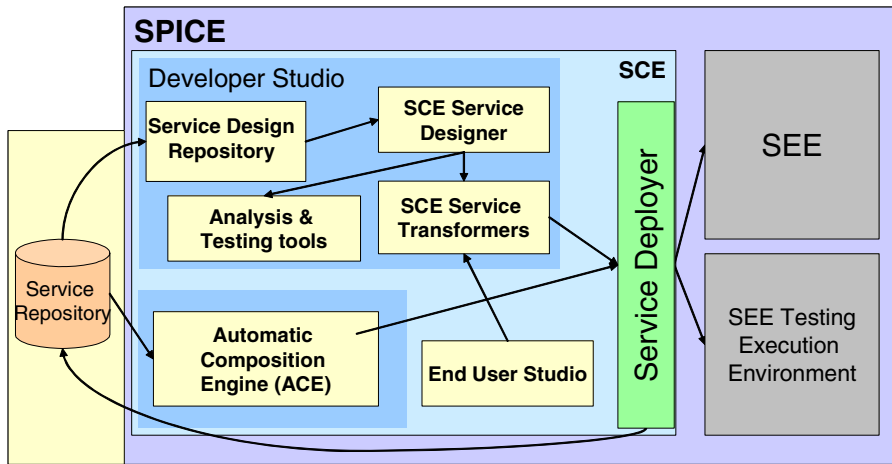 SPICE
SCE
Developer Studio
Service Design
Repository
SCE Service
Designer
Analysis &
Testing tools
SCE Service
Transformers
Service
Repository
Automatic
Composition
Engine (ACE)
End User Studio
Service Deployer
SEE
SEE Testing
Execution
Environment